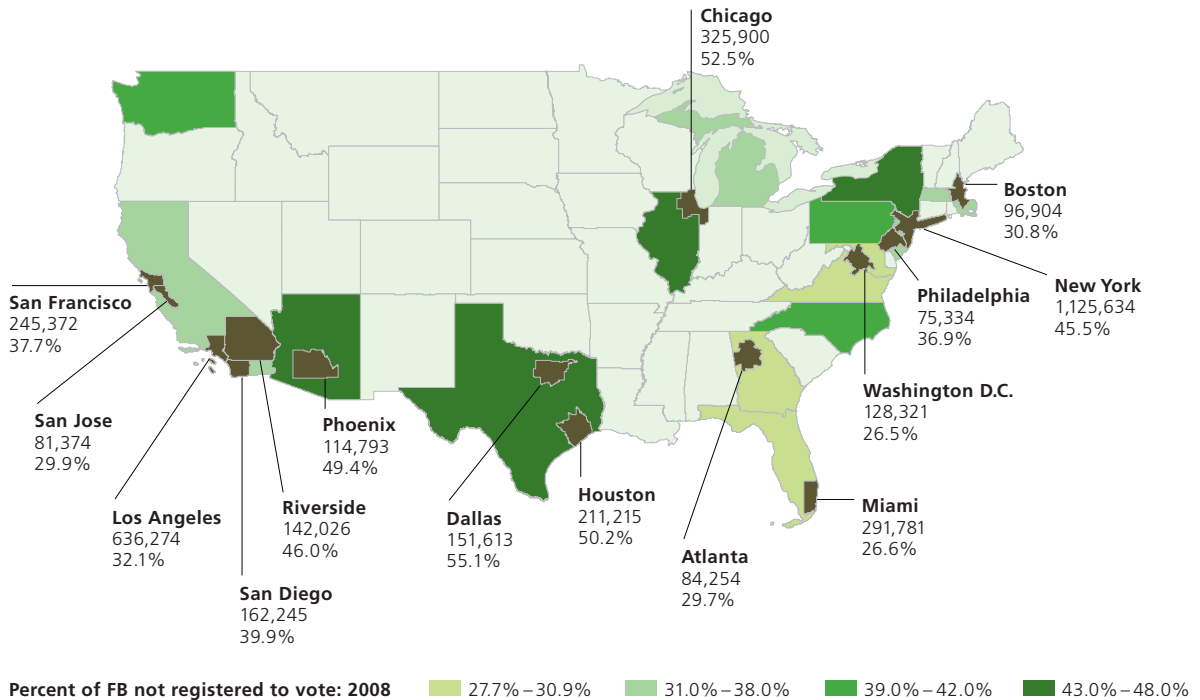 Chicago
325,900
52.5%
Boston
96,904
30.8%
New York
1,125,634
45.5%
Philadelphia
75,334
36.9%
Washington D.C.
128,321
26.5%
San Francisco
245,372
37.7%
San Jose
81,374
29.9%
Los Angeles
636,274
32.1%
Riverside
142,026
46.0%
San Diego
162,245
39.9%
Phoenix
114,793
49.4%
Dallas
151,613
55.1%
Houston
211,215
50.2%
Atlanta
84,254
29.7%
Miami
291,781
26.6%
Percent of FB not registered to vote: 2008 27.7%–30.9% 31.0%–38.0% 39.0%–42.0% 43.0%–48.0%